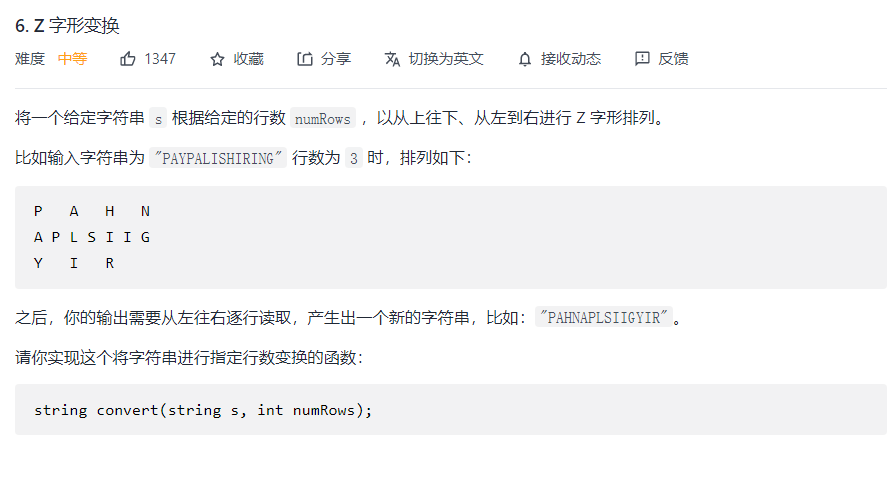 6. Z 字形变换
难度 中等 1347 收藏 分享 切换为英文 接收动态 反馈
将一个给定字符串 s 根据给定的行数 numRows ，以从上往下、从左到右进行 Z 字形排列。
比如输入字符串为 "PAYPALISHIRING" 行数为 3 时，排列如下：
P   A   H   N
A P L S I I G
Y   I   R
之后，你的输出需要从左往右逐行读取，产生出一个新的字符串，比如："PAHNAPLSIIGYIR"。
请你实现这个将字符串进行指定行数变换的函数：
string convert(string s, int numRows);